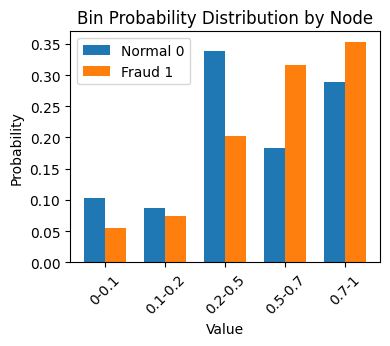 Bin Probability Distribution by Node
Normal 0
Fraud 1
Probability
0.35
0.30
0.25
0.20
0.15
0.10
0.05
0.00
0-0.1
0.1-0.2
0.2-0.5
0.5-0.7
0.7-1
Value